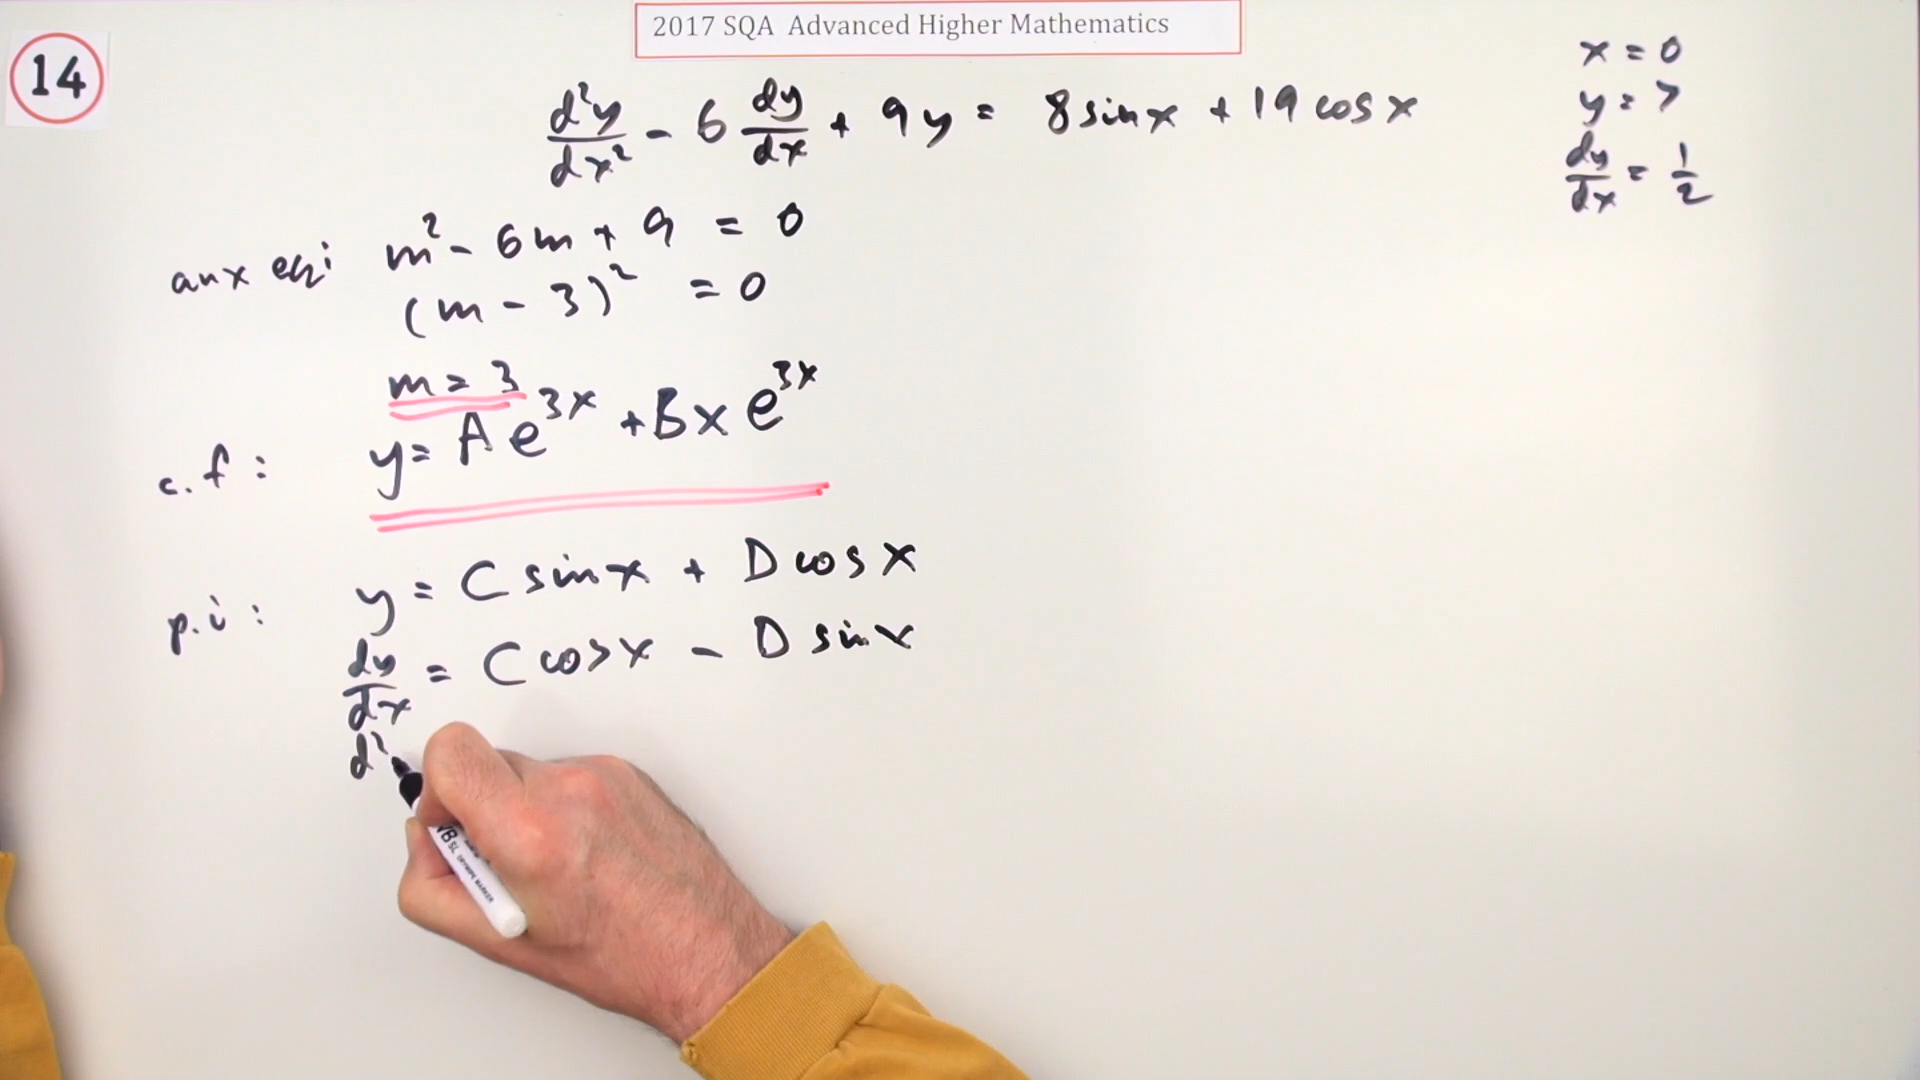 2017 SQA Advanced Higher Mathematics
14
d²y/dx² - 6 dy/dx + 9y = 8 sin x + 19 cos x
x = 0
y = 7
dy/dx = 1/2
aux eq: m² - 6m + 9 = 0
(m - 3)² = 0
m = 3
c.f: y = Ae^3x + Bxe^3x
p.i: y = C sin x + D cos x
dy/dx = C cos x - D sin x
d²